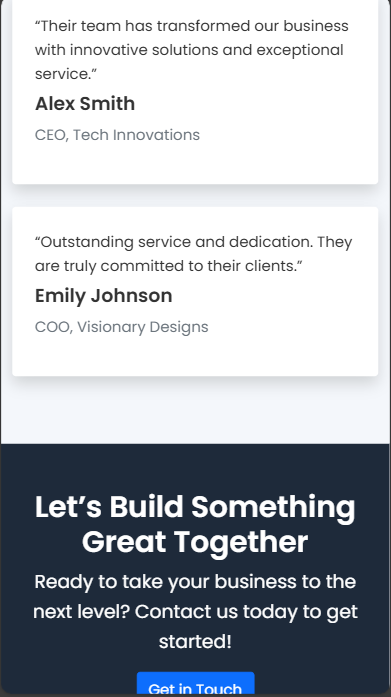 “Their team has transformed our business
with innovative solutions and exceptional
service.”
Alex Smith
CEO, Tech Innovations
“Outstanding service and dedication. They
are truly committed to their clients.”
Emily Johnson
COO, Visionary Designs
Let’s Build Something
Great Together
Ready to take your business to the
next level? Contact us today to get
started!
Get in Touch